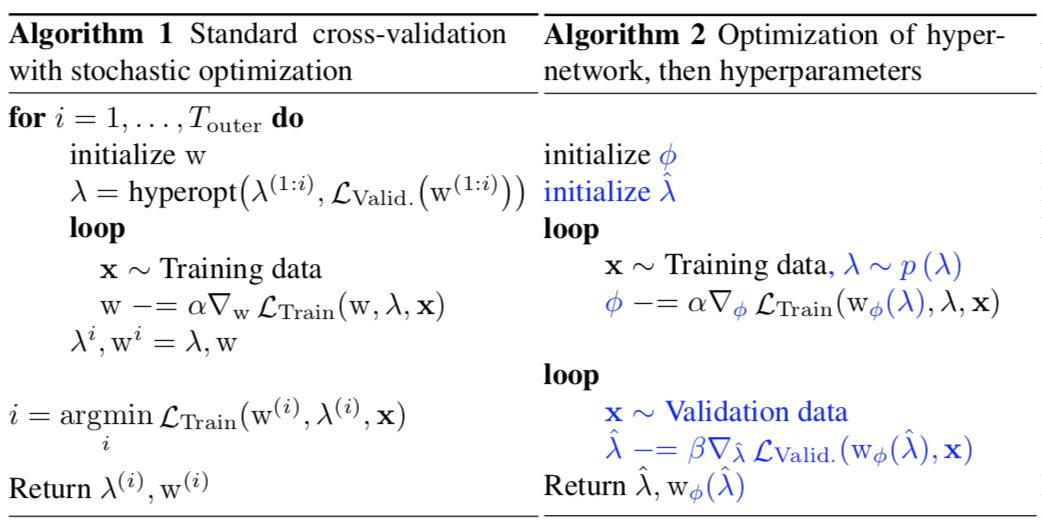 Algorithm 1 Standard cross-validation
with stochastic optimization
for i = 1, . . . , T_outer do
initialize w
λ = hyperopt(λ^(1:i), ℒ_Valid.(w^(1:i)))
loop
x ∼ Training data
w −= α∇_w ℒ_Train(w, λ, x)
λ^i, w^i = λ, w
i = argmin_i ℒ_Train(w^(i), λ^(i), x)
Return λ^(i), w^(i)
Algorithm 2 Optimization of hyper-
network, then hyperparameters
initialize ϕ
initialize λ̂
loop
x ∼ Training data, λ ∼ p (λ)
ϕ −= α∇_ϕ ℒ_Train(w_ϕ(λ), λ, x)
loop
x ∼ Validation data
λ̂ −= β∇_λ̂ ℒ_Valid.(w_ϕ(λ̂), x)
Return λ̂, w_ϕ(λ̂)